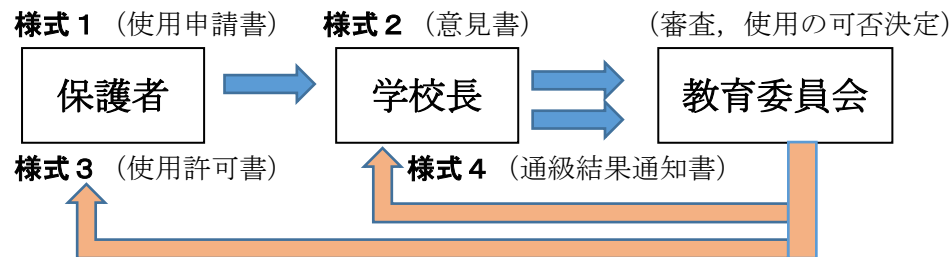 様式１（使用申請書） 様式２（意見書） （審査，使用の可否決定）
保護者 学校長 教育委員会
様式３（使用許可書） 様式４（通級結果通知書）